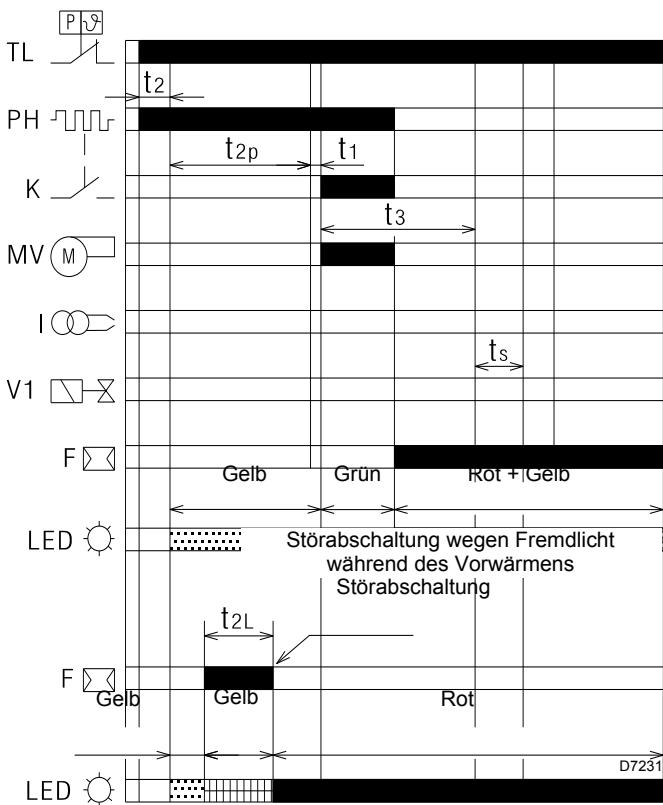 P ϑ
TL
t2
PH
t2p t1
K
t3
MV M
I
ts
V1
F
Gelb Grün Rot + Gelb
LED
Störabschaltung wegen Fremdlicht
während des Vorwärmens
Störabschaltung
t2L
F
Gelb Gelb Rot
D7231
LED